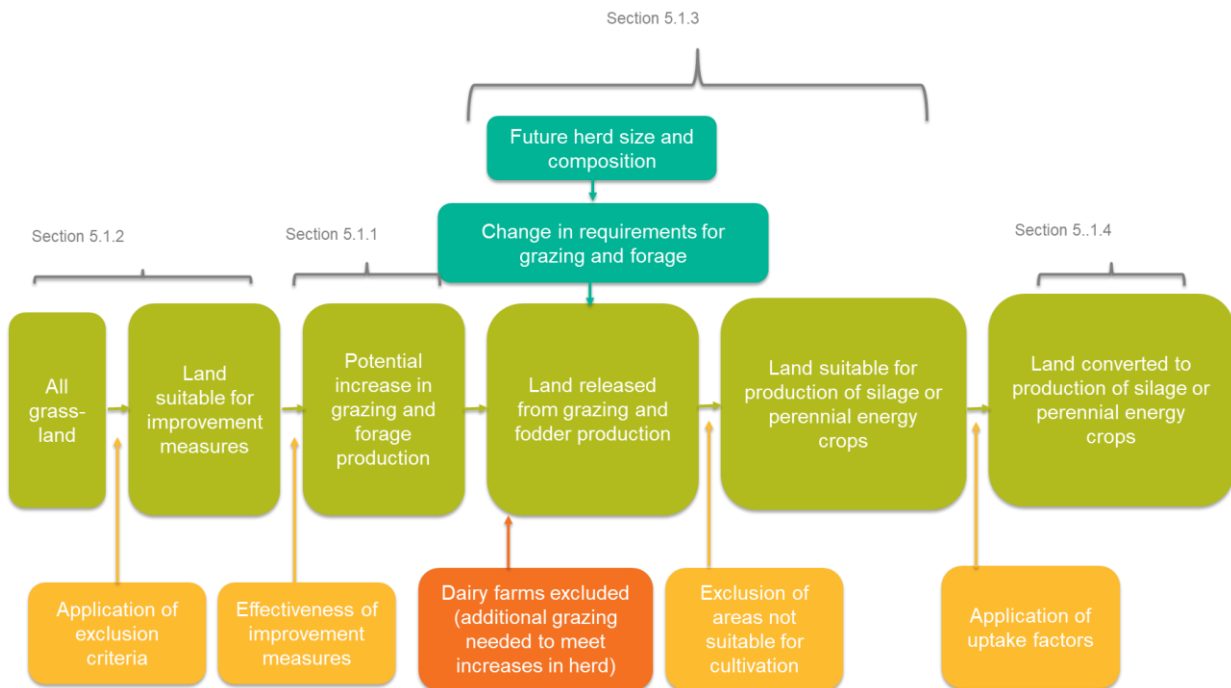 Section 5.1.3
Future herd size and
composition
Change in requirements for
grazing and forage
Section 5.1.2
Section 5.1.1
Section 5..1.4
All
grass-
land
Land
suitable for
improvement
measures
Potential
increase in
grazing and
forage
production
Land released
from grazing and
fodder production
Land suitable for
production of silage or
perennial energy
crops
Land converted to
production of silage or
perennial energy
crops
Application of
exclusion
criteria
Effectiveness of
improvement
measures
Dairy farms excluded
(additional grazing
needed to meet
increases in herd)
Exclusion of
areas not
suitable for
cultivation
Application of
uptake factors